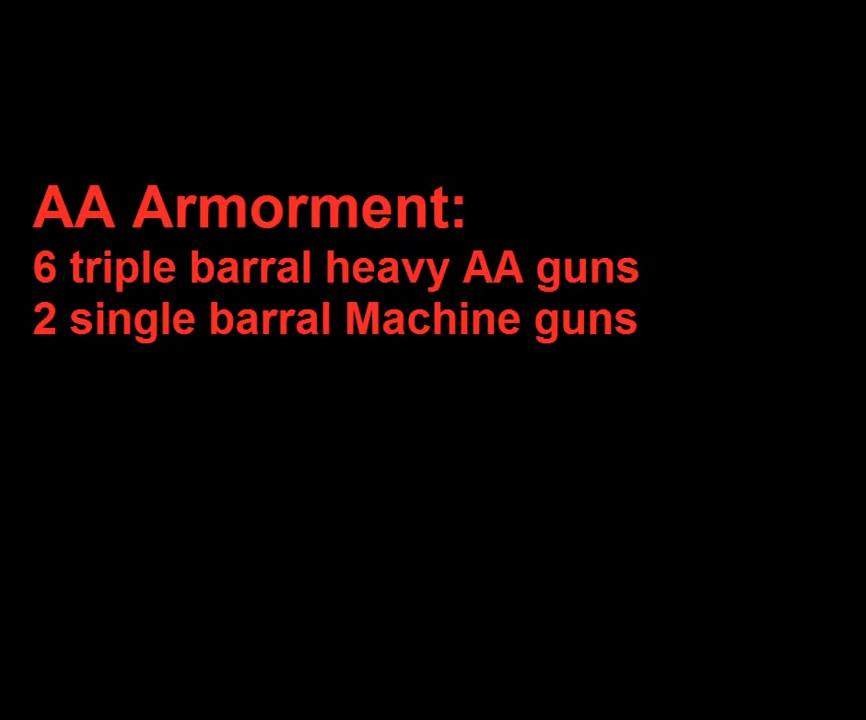 AA Armorment:
6 triple barral heavy AA guns
2 single barral Machine guns